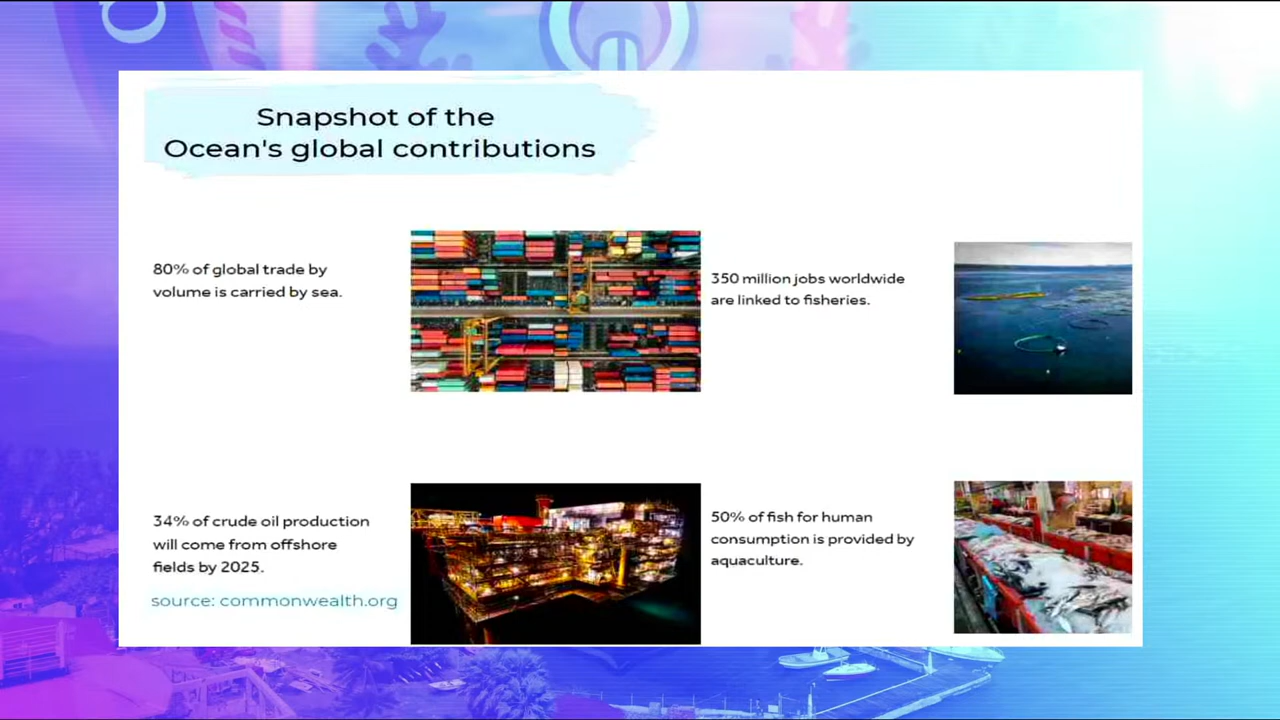 Snapshot of the
Ocean's global contributions
80% of global trade by
volume is carried by sea.
350 million jobs worldwide
are linked to fisheries.
34% of crude oil production
will come from offshore
fields by 2025.
source: commonwealth.org
50% of fish for human
consumption is provided by
aquaculture.